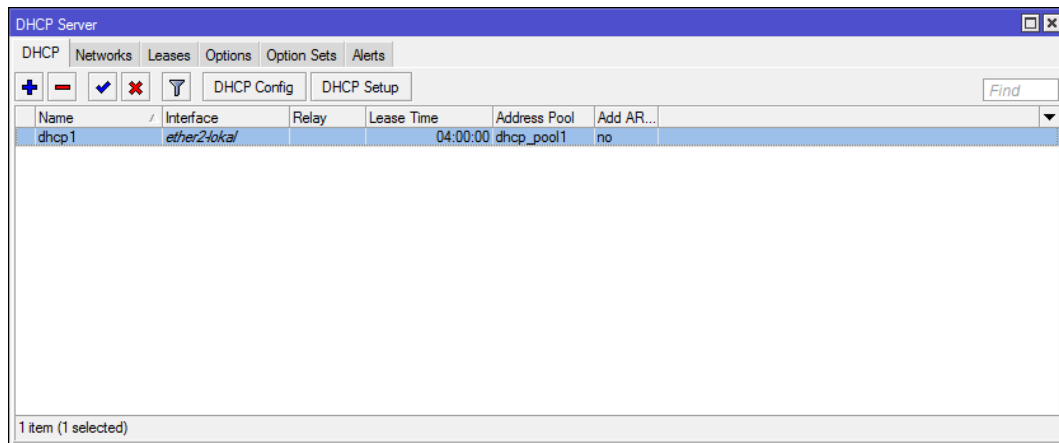 DHCP Server
DHCP Networks Leases Options Option Sets Alerts
DHCP Config DHCP Setup Find
Name Interface Relay Lease Time Address Pool Add AR...
dhcp1 ether2-lokal 04:00:00 dhcp_pool1 no
1 item (1 selected)